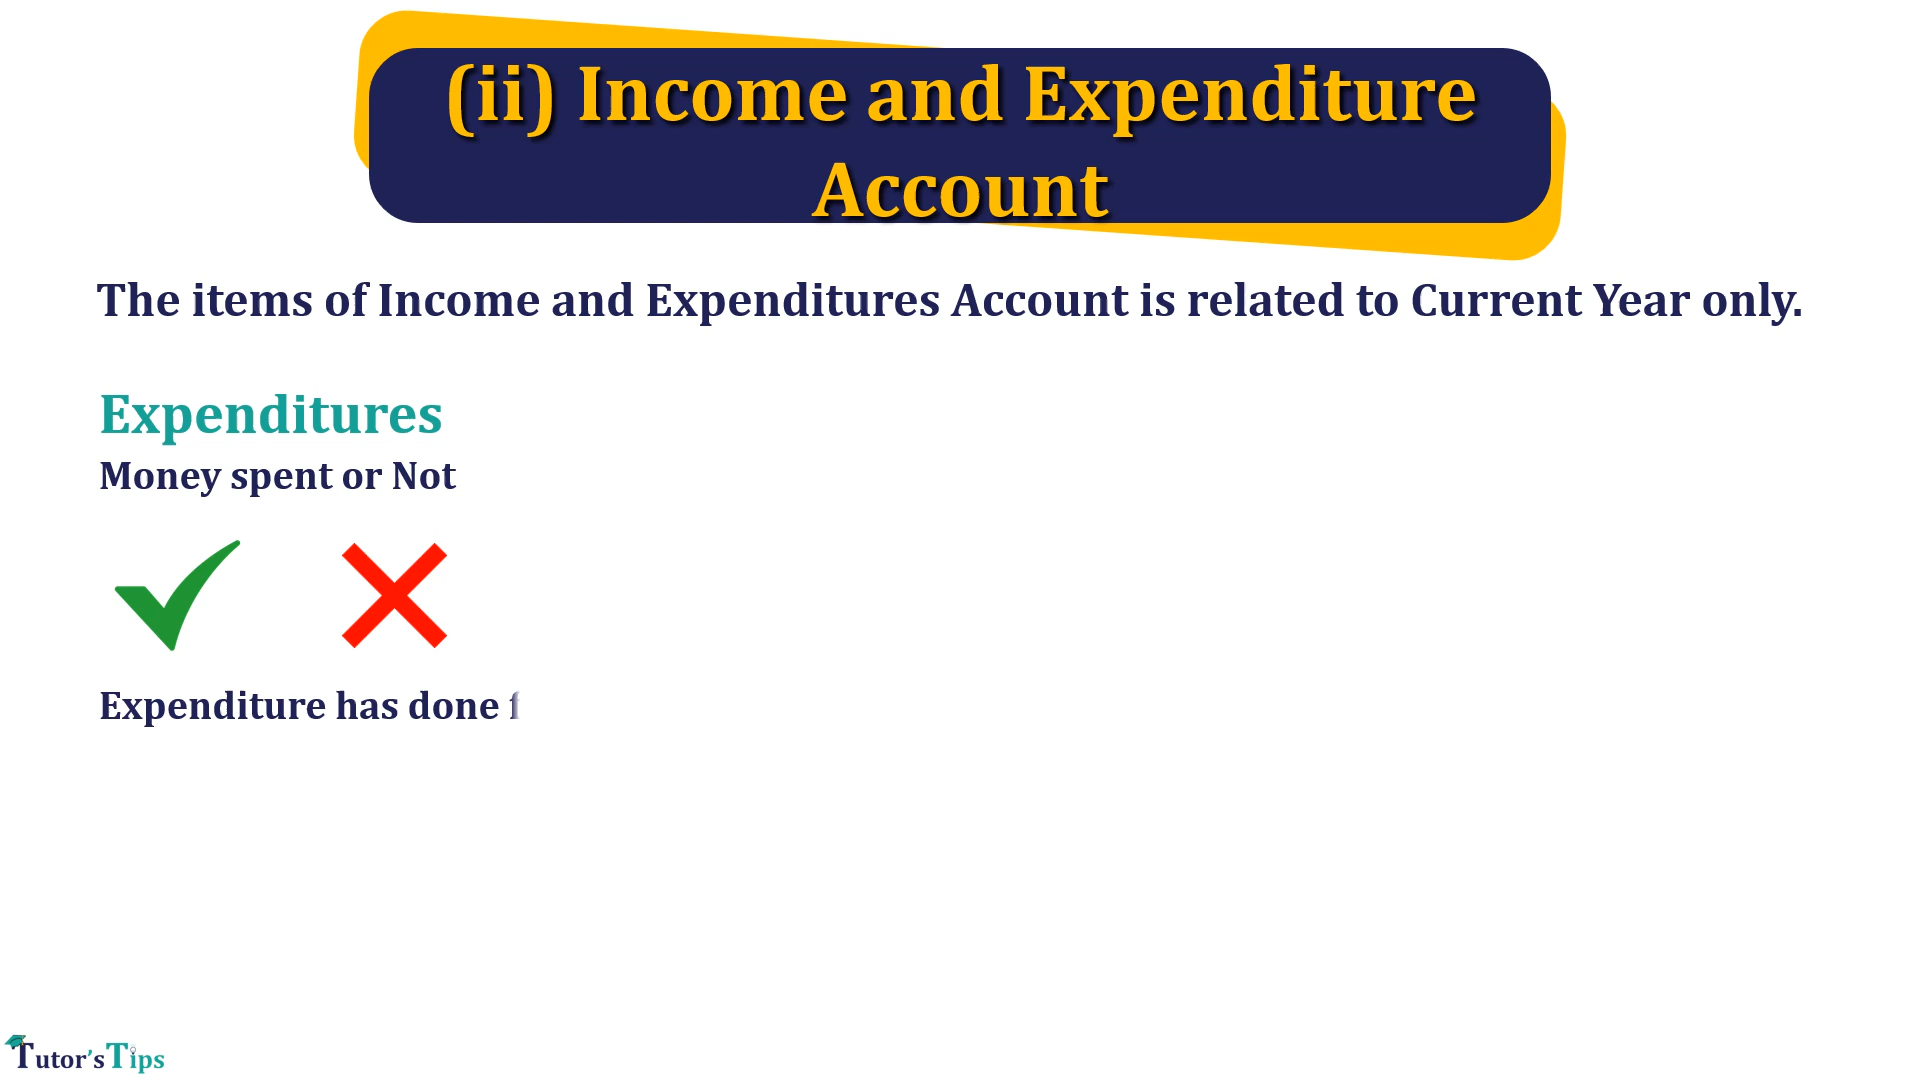 (ii) Income and Expenditure
Account
The items of Income and Expenditures Account is related to Current Year only.
Expenditures
Money spent or Not
Expenditure has done
Tutor'sTips